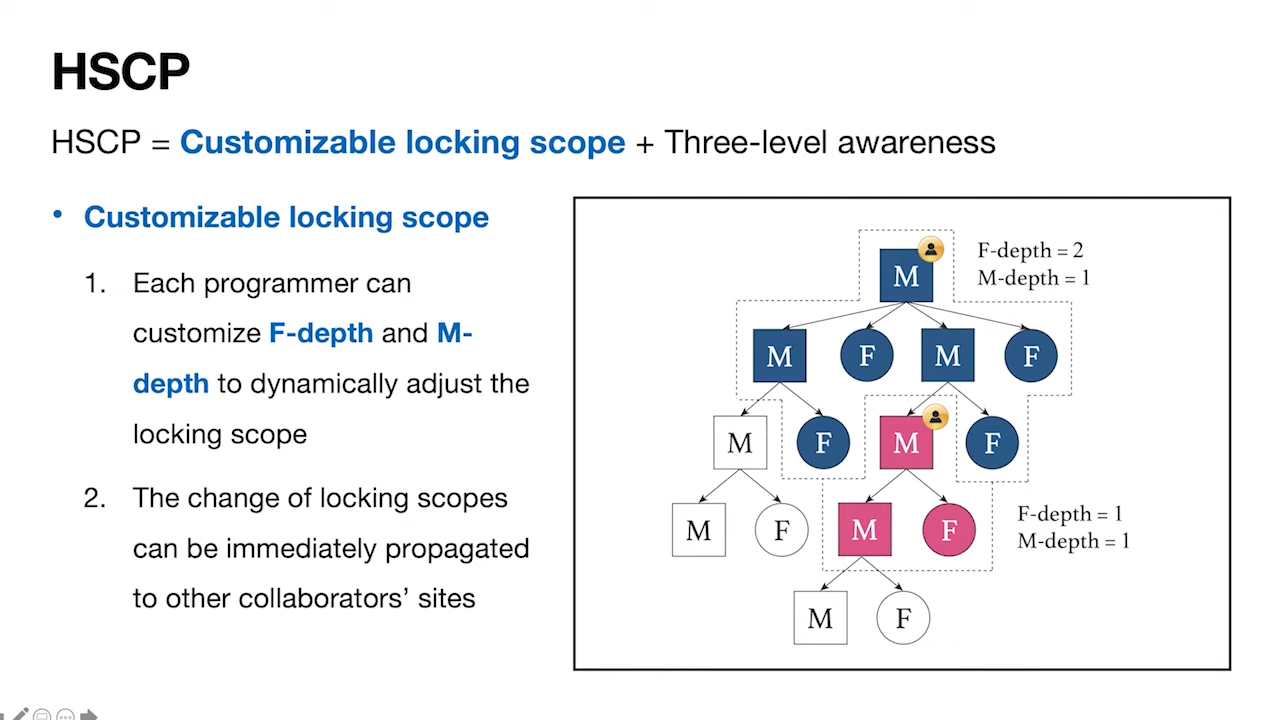 HSCP
HSCP = Customizable locking scope + Three-level awareness
• Customizable locking scope
1. Each programmer can
customize F-depth and M-
depth to dynamically adjust the
locking scope
2. The change of locking scopes
can be immediately propagated
to other collaborators’ sites
F-depth = 2
M-depth = 1
M
M F M F
M F M F
M F M F
F-depth = 1
M-depth = 1
M F